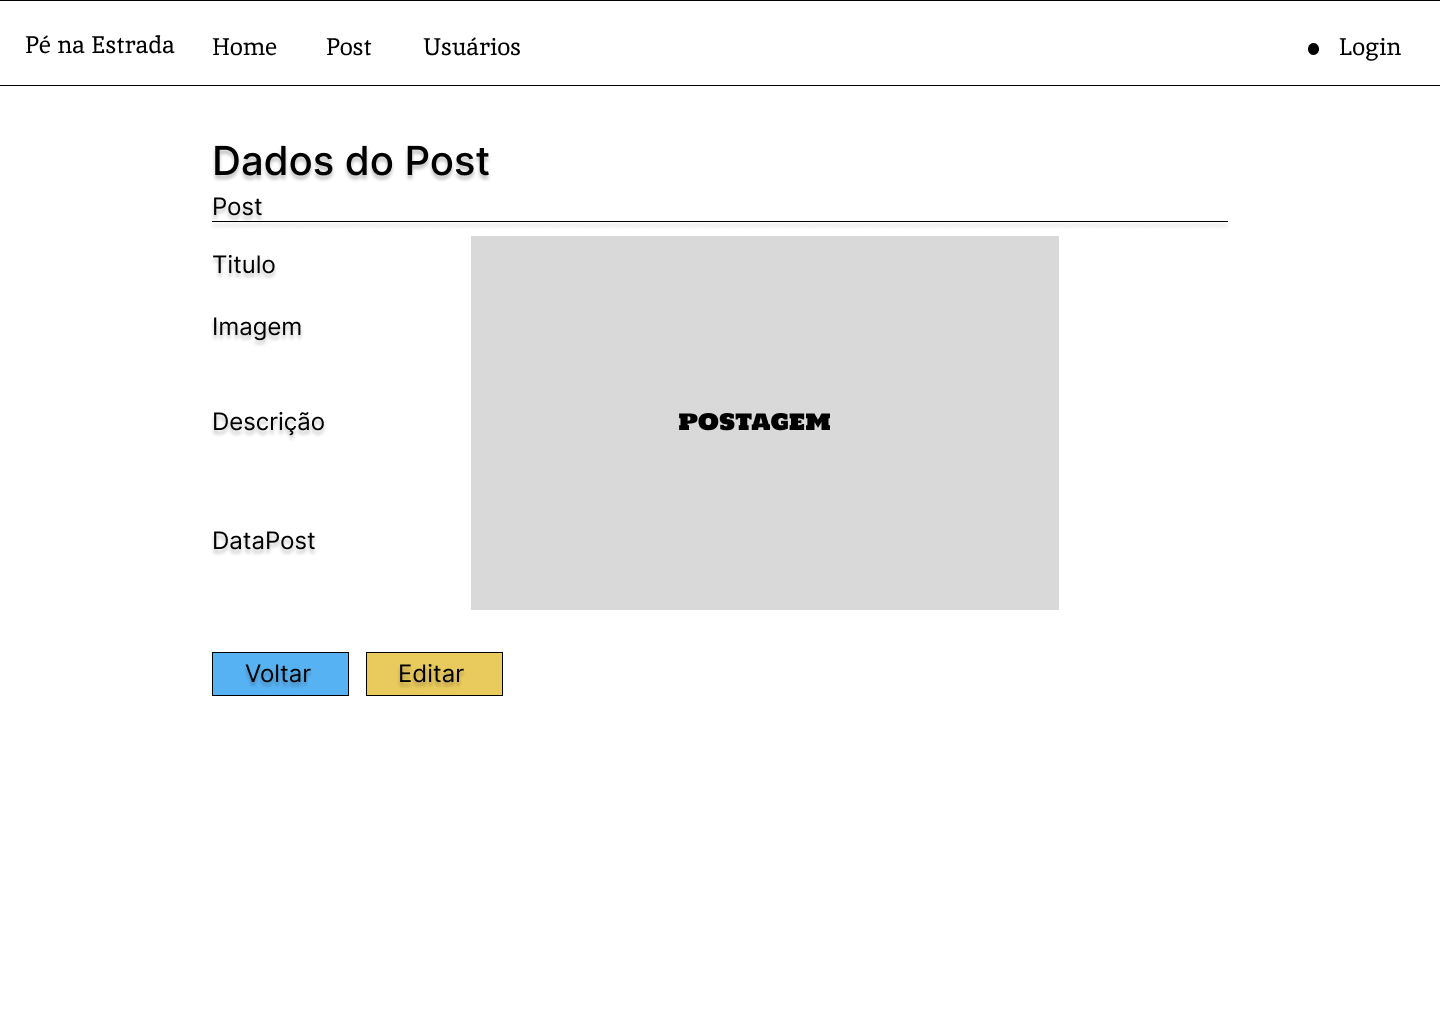 Pé na Estrada Home Post Usuários Login
Dados do Post
Post
Titulo
Imagem
Descrição
POSTAGEM
DataPost
Voltar Editar